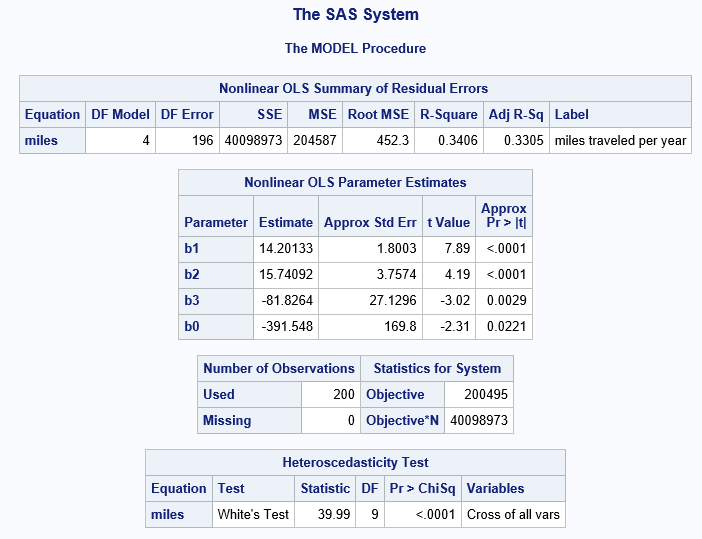 The SAS System
The MODEL Procedure
Nonlinear OLS Summary of Residual Errors
Equation DF Model DF Error SSE MSE Root MSE R-Square Adj R-Sq Label
miles 4 196 40098973 204587 452.3 0.3406 0.3305 miles traveled per year
Nonlinear OLS Parameter Estimates
Parameter Estimate Approx Std Err t Value Approx Pr > |t|
b1 14.20133 1.8003 7.89 <.0001
b2 15.74092 3.7574 4.19 <.0001
b3 -81.8264 27.1296 -3.02 0.0029
b0 -391.548 169.8 -2.31 0.0221
Number of Observations Statistics for System
Used 200 Objective 200495
Missing 0 Objective*N 40098973
Heteroscedasticity Test
Equation Test Statistic DF Pr > ChiSq Variables
miles White's Test 39.99 9 <.0001 Cross of all vars